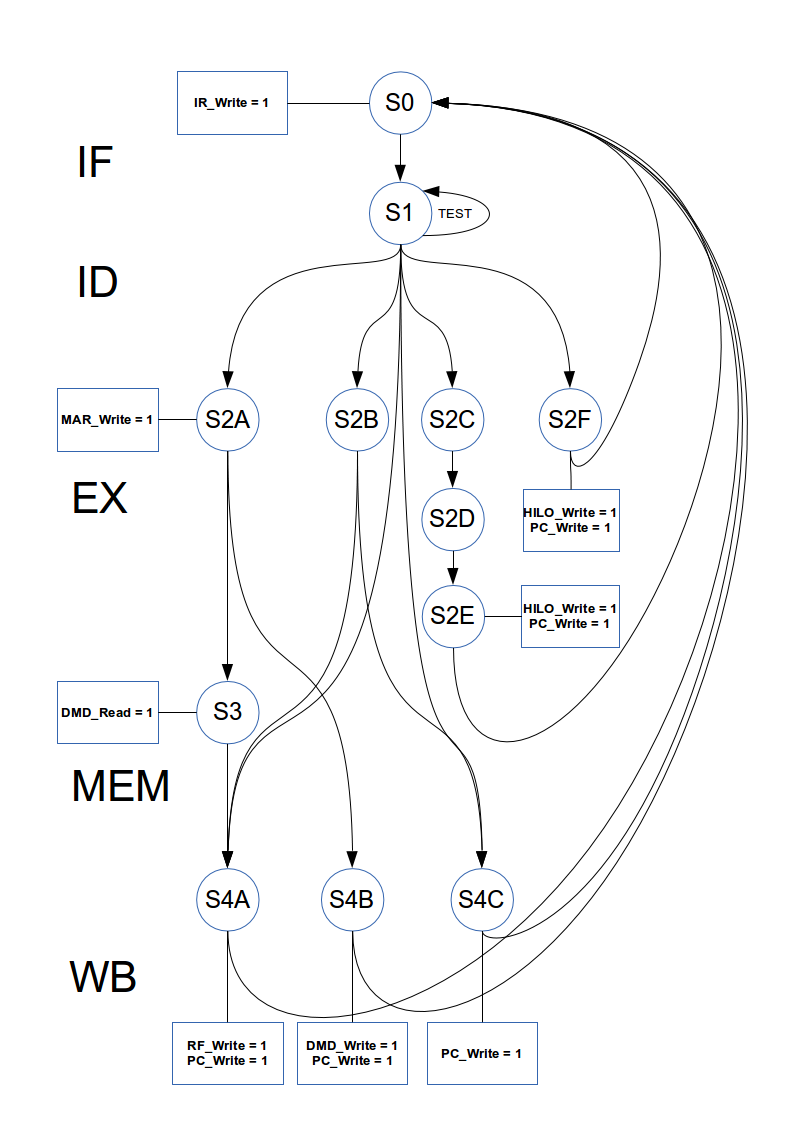 IR_Write = 1
S0
IF
S1
TEST
ID
MAR_Write = 1
S2A
S2B
S2C
S2F
EX
S2D
HILO_Write = 1
PC_Write = 1
S2E
HILO_Write = 1
PC_Write = 1
DMD_Read = 1
S3
MEM
S4A
S4B
S4C
WB
RF_Write = 1
PC_Write = 1
DMD_Write = 1
PC_Write = 1
PC_Write = 1